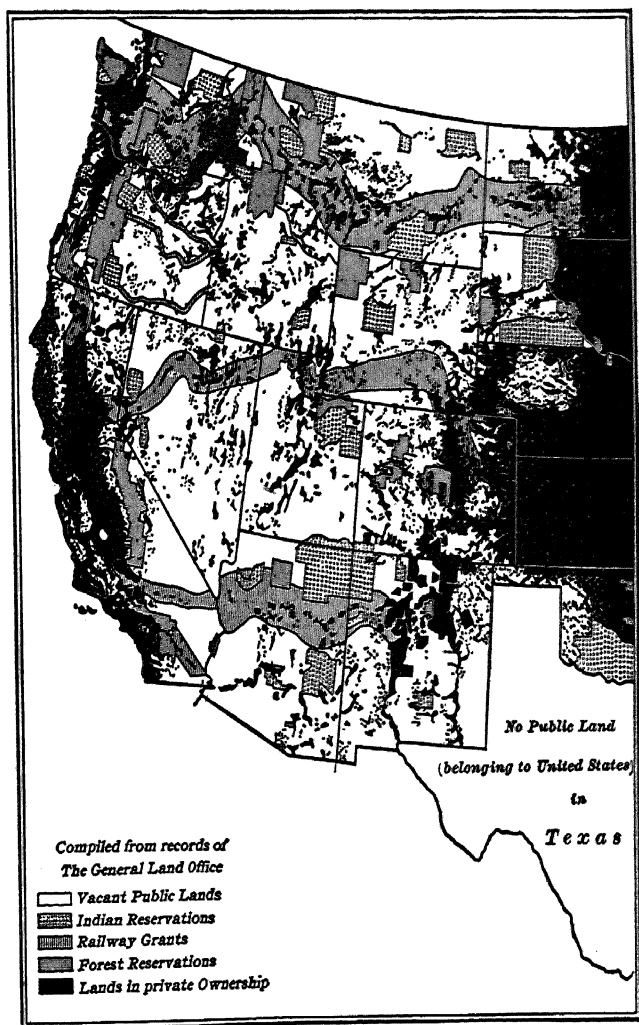 No Public Land
(belonging to United States)
in
Texas
Compiled from records of
The General Land Office
Vacant Public Lands
Indian Reservations
Railway Grants
Forest Reservations
Lands in private Ownership